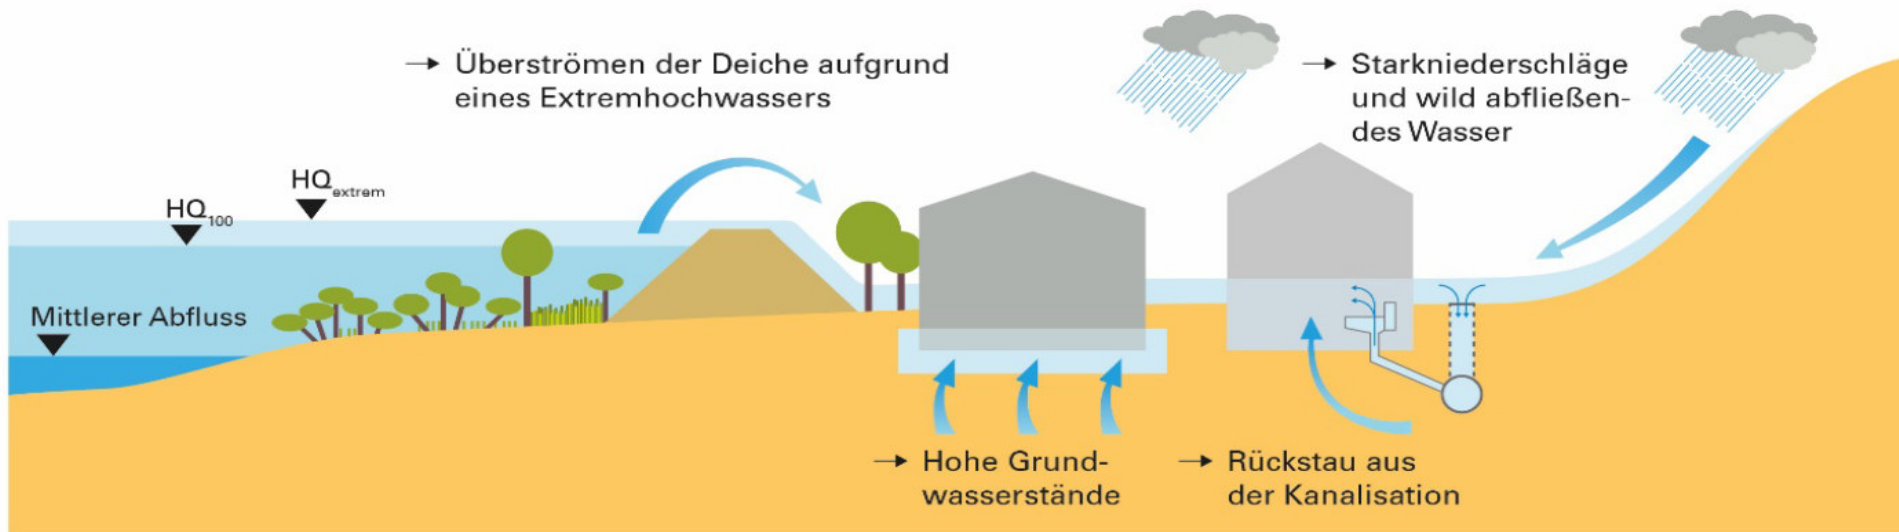 → Überströmen der Deiche aufgrund
eines Extremhochwassers
→ Starkniederschläge
und wild abfließen-
des Wasser
HQextrem
HQ100
Mittlerer Abfluss
→ Hohe Grund-
wasserstände
→ Rückstau aus
der Kanalisation